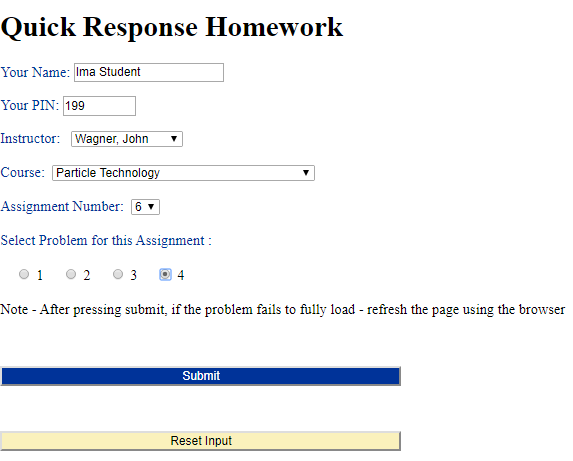 Quick Response Homework
Your Name: Ima Student
Your PIN: 199
Instructor: Wagner, John
Course: Particle Technology
Assignment Number: 6
Select Problem for this Assignment :
1 2 3 4
Note - After pressing submit, if the problem fails to fully load - refresh the page using the browser
Submit
Reset Input